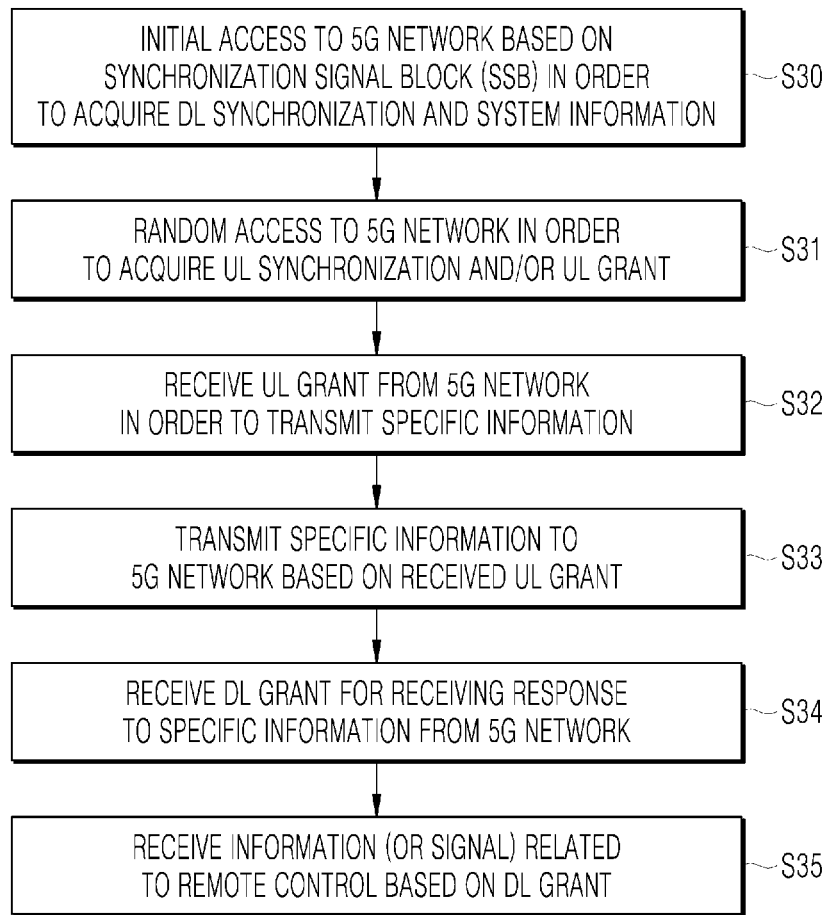 INITIAL ACCESS TO 5G NETWORK BASED ON
SYNCHRONIZATION SIGNAL BLOCK (SSB) IN ORDER
TO ACQUIRE DL SYNCHRONIZATION AND SYSTEM INFORMATION
S30
RANDOM ACCESS TO 5G NETWORK IN ORDER
TO ACQUIRE UL SYNCHRONIZATION AND/OR UL GRANT
S31
RECEIVE UL GRANT FROM 5G NETWORK
IN ORDER TO TRANSMIT SPECIFIC INFORMATION
S32
TRANSMIT SPECIFIC INFORMATION TO
5G NETWORK BASED ON RECEIVED UL GRANT
S33
RECEIVE DL GRANT FOR RECEIVING RESPONSE
TO SPECIFIC INFORMATION FROM 5G NETWORK
S34
RECEIVE INFORMATION (OR SIGNAL) RELATED
TO REMOTE CONTROL BASED ON DL GRANT
S35